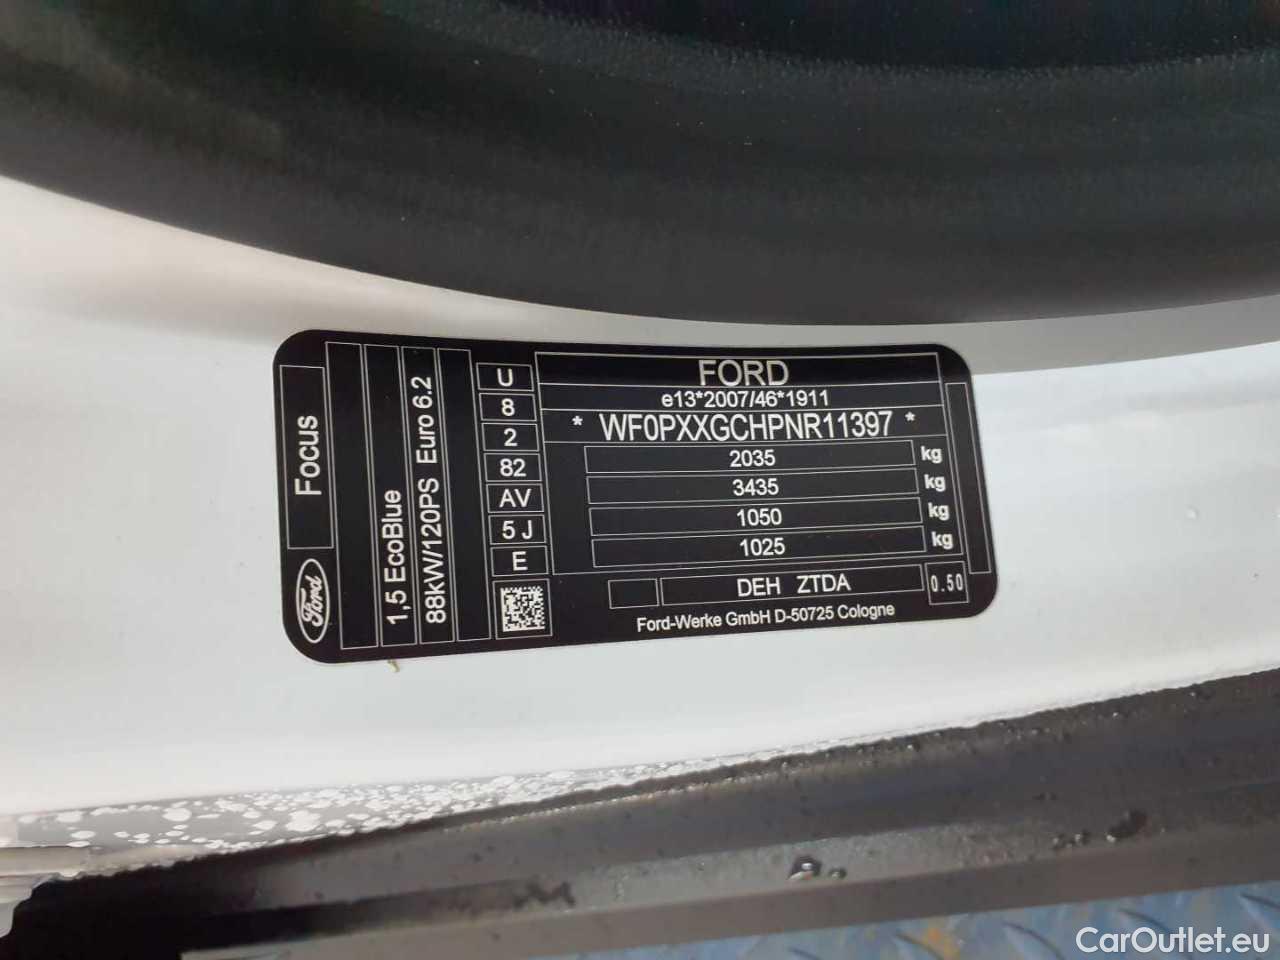 Focus
Ford
1,5 EcoBlue
88kW/120PS Euro 6.2
U
8
2
82
AV
5 J
E
FORD
e13*2007/46*1911
* WF0PXXGCHPNR11397 *
2035 kg
3435 kg
1050 kg
1025 kg
DEH ZTDA 0.50
Ford-Werke GmbH D-50725 Cologne
CarOutlet.eu